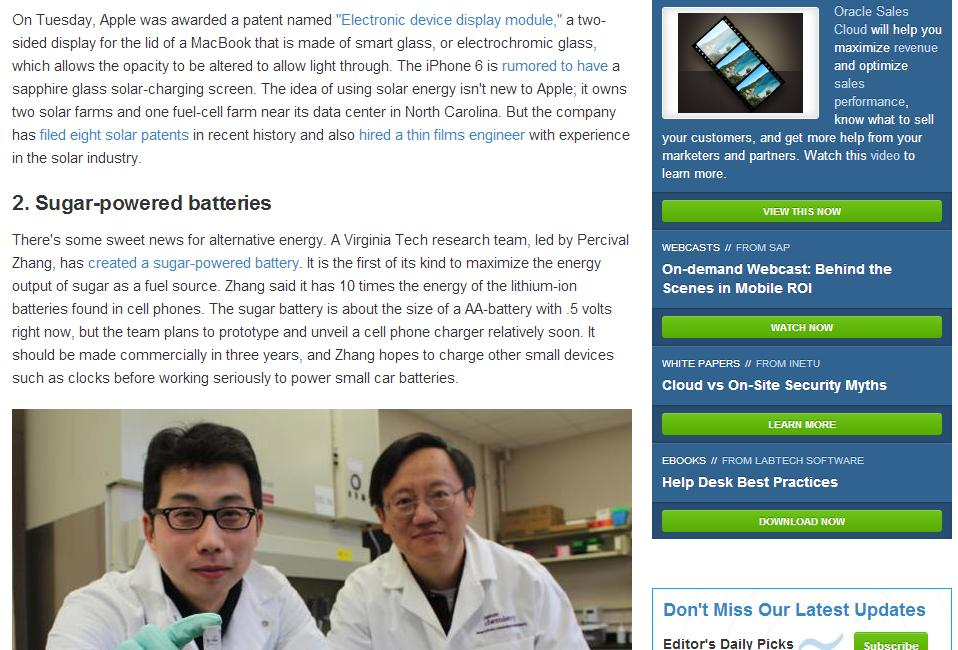 On Tuesday, Apple was awarded a patent named "Electronic device display module," a two-
sided display for the lid of a MacBook that is made of smart glass, or electrochromic glass,
which allows the opacity to be altered to allow light through. The iPhone 6 is rumored to have a
sapphire glass solar-charging screen. The idea of using solar energy isn't new to Apple; it owns
two solar farms and one fuel-cell farm near its data center in North Carolina. But the company
has filed eight solar patents in recent history and also hired a thin films engineer with experience
in the solar industry.
2. Sugar-powered batteries
There's some sweet news for alternative energy. A Virginia Tech research team, led by Percival
Zhang, has created a sugar-powered battery. It is the first of its kind to maximize the energy
output of sugar as a fuel source. Zhang said it has 10 times the energy of the lithium-ion
batteries found in cell phones. The sugar battery is about the size of a AA-battery with .5 volts
right now, but the team plans to prototype and unveil a cell phone charger relatively soon. It
should be made commercially in three years, and Zhang hopes to charge other small devices
such as clocks before working seriously to power small car batteries.
Oracle Sales
Cloud will help you
maximize revenue
and optimize
sales
performance,
know what to sell
your customers, and get more help from your
marketers and partners. Watch this video to
learn more.
VIEW THIS NOW
WEBCASTS // FROM SAP
On-demand Webcast: Behind the
Scenes in Mobile ROI
WATCH NOW
WHITE PAPERS // FROM INETU
Cloud vs On-Site Security Myths
LEARN MORE
EBOOKS // FROM LABTECH SOFTWARE
Help Desk Best Practices
DOWNLOAD NOW
Don't Miss Our Latest Updates
Editor's Daily Picks
Subscribe